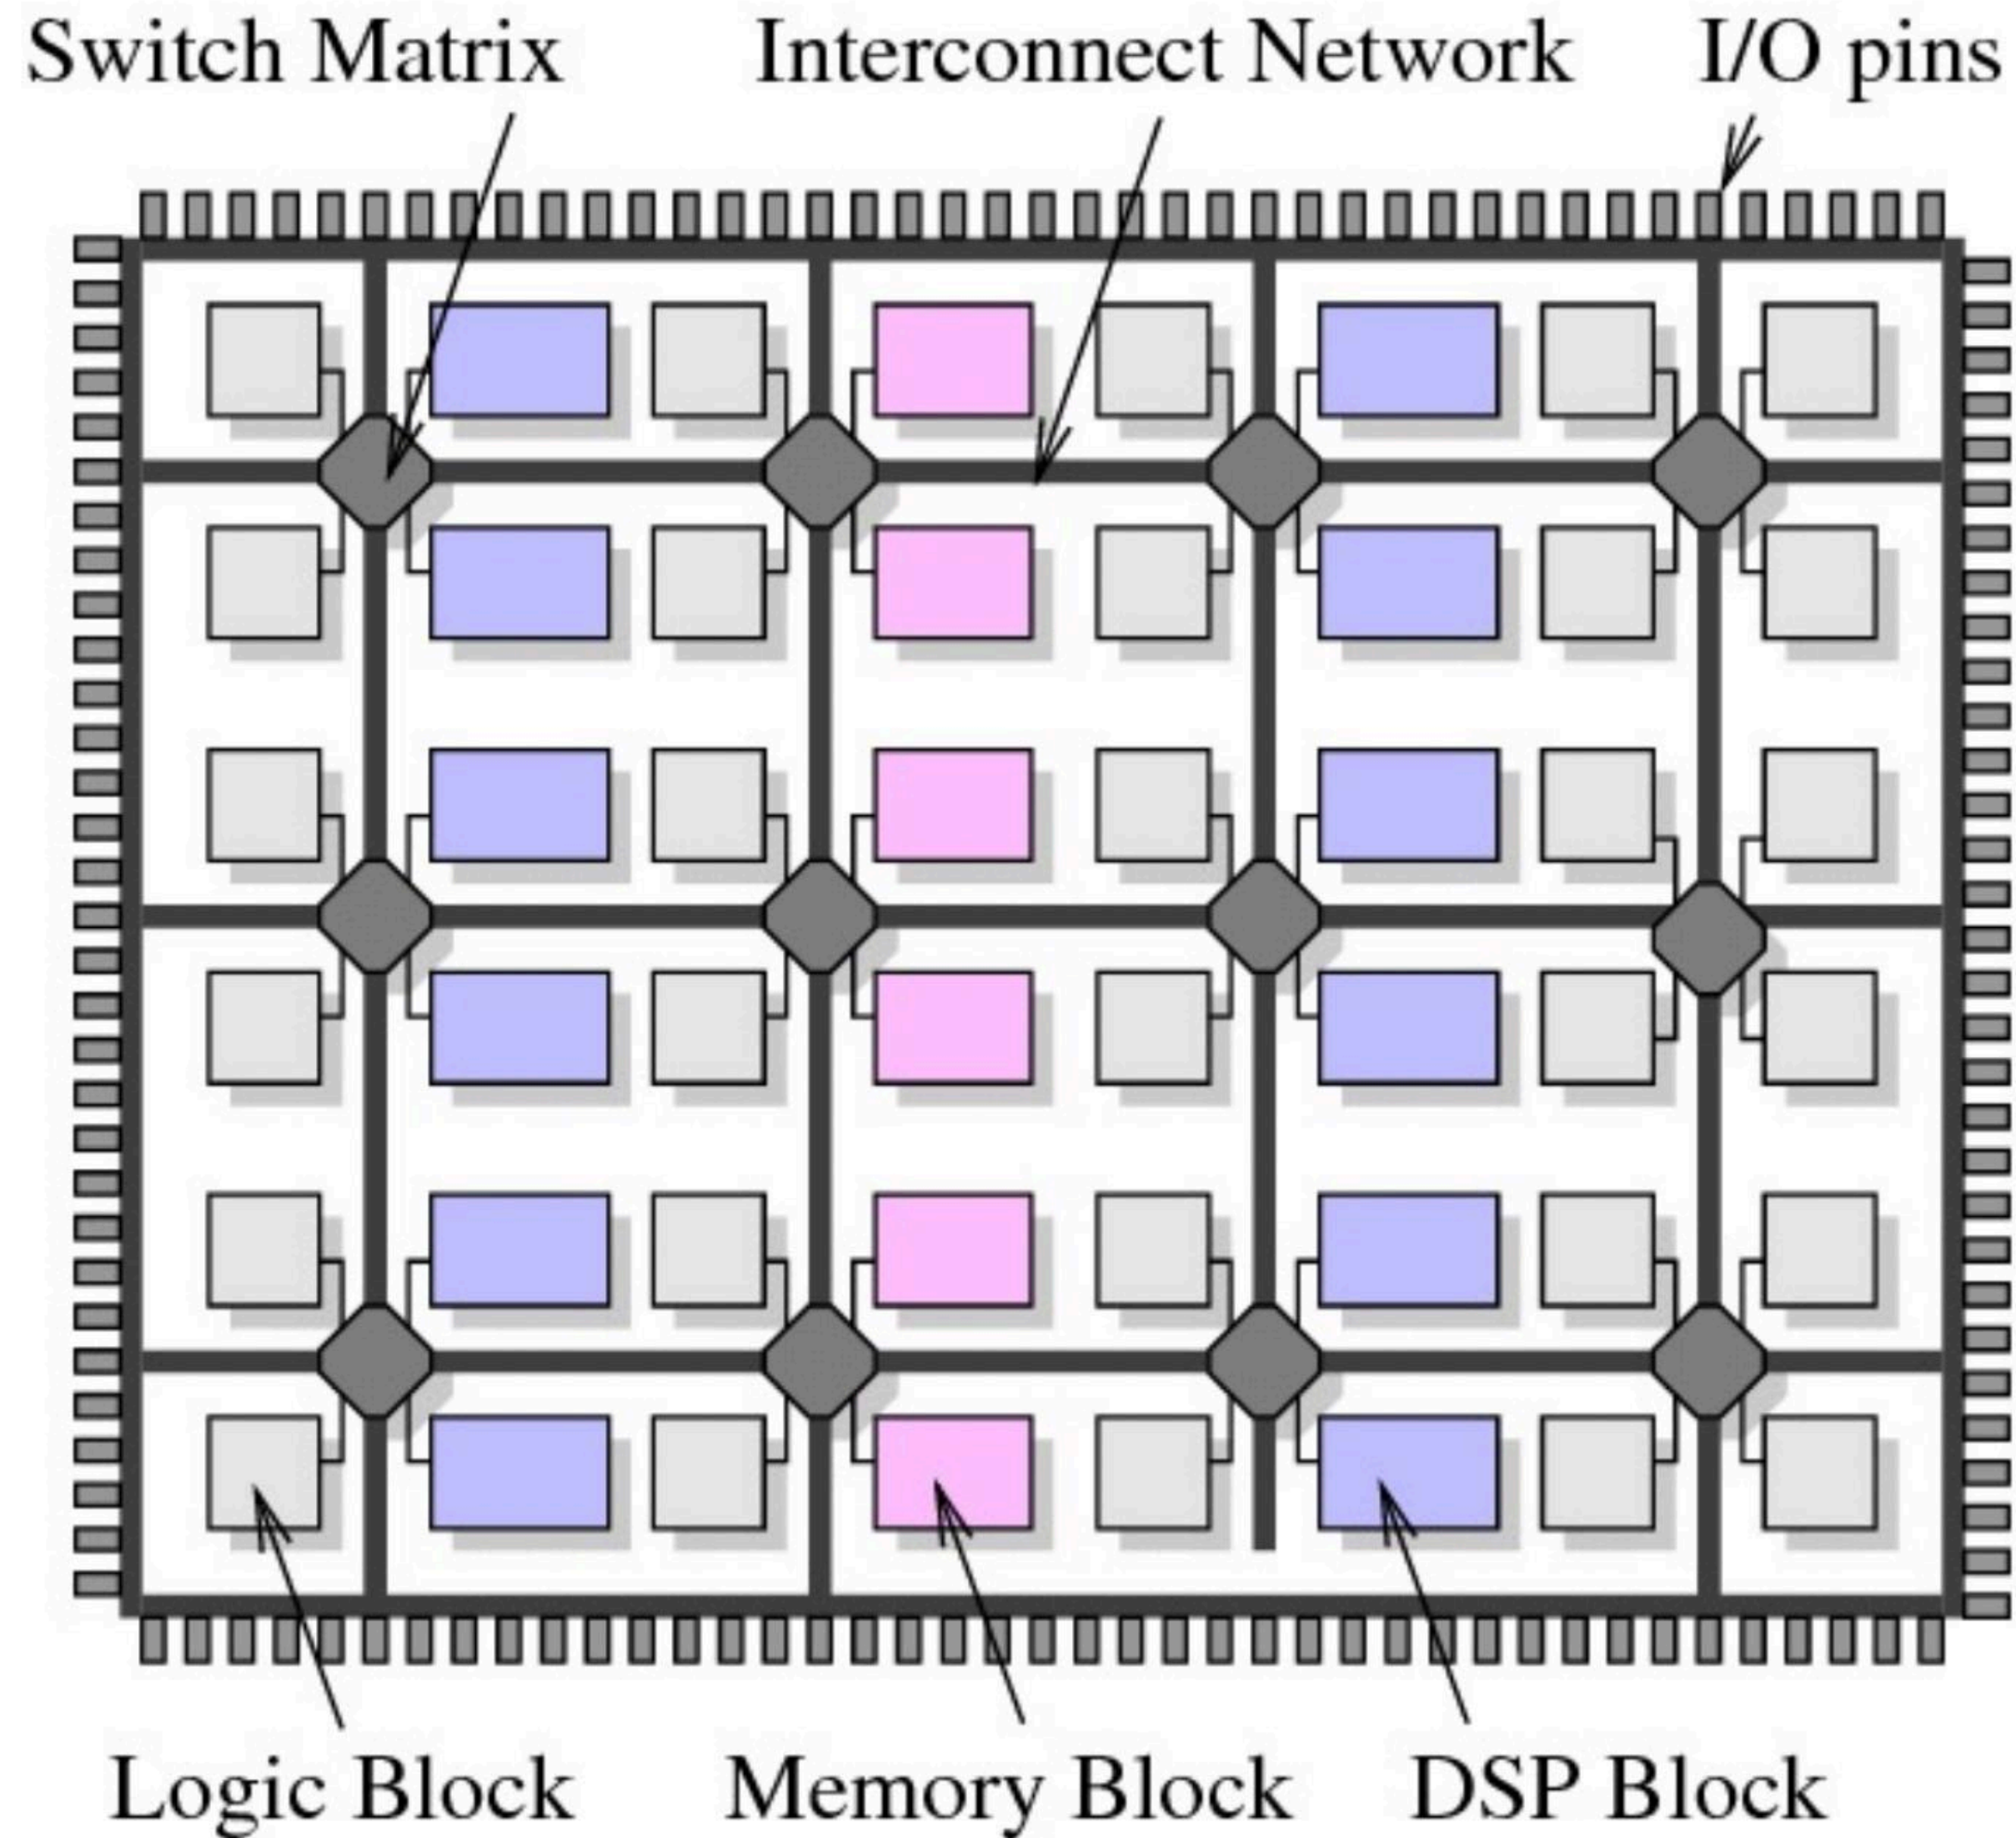 Switch Matrix
Interconnect Network
I/O pins
Logic Block
Memory Block
DSP Block